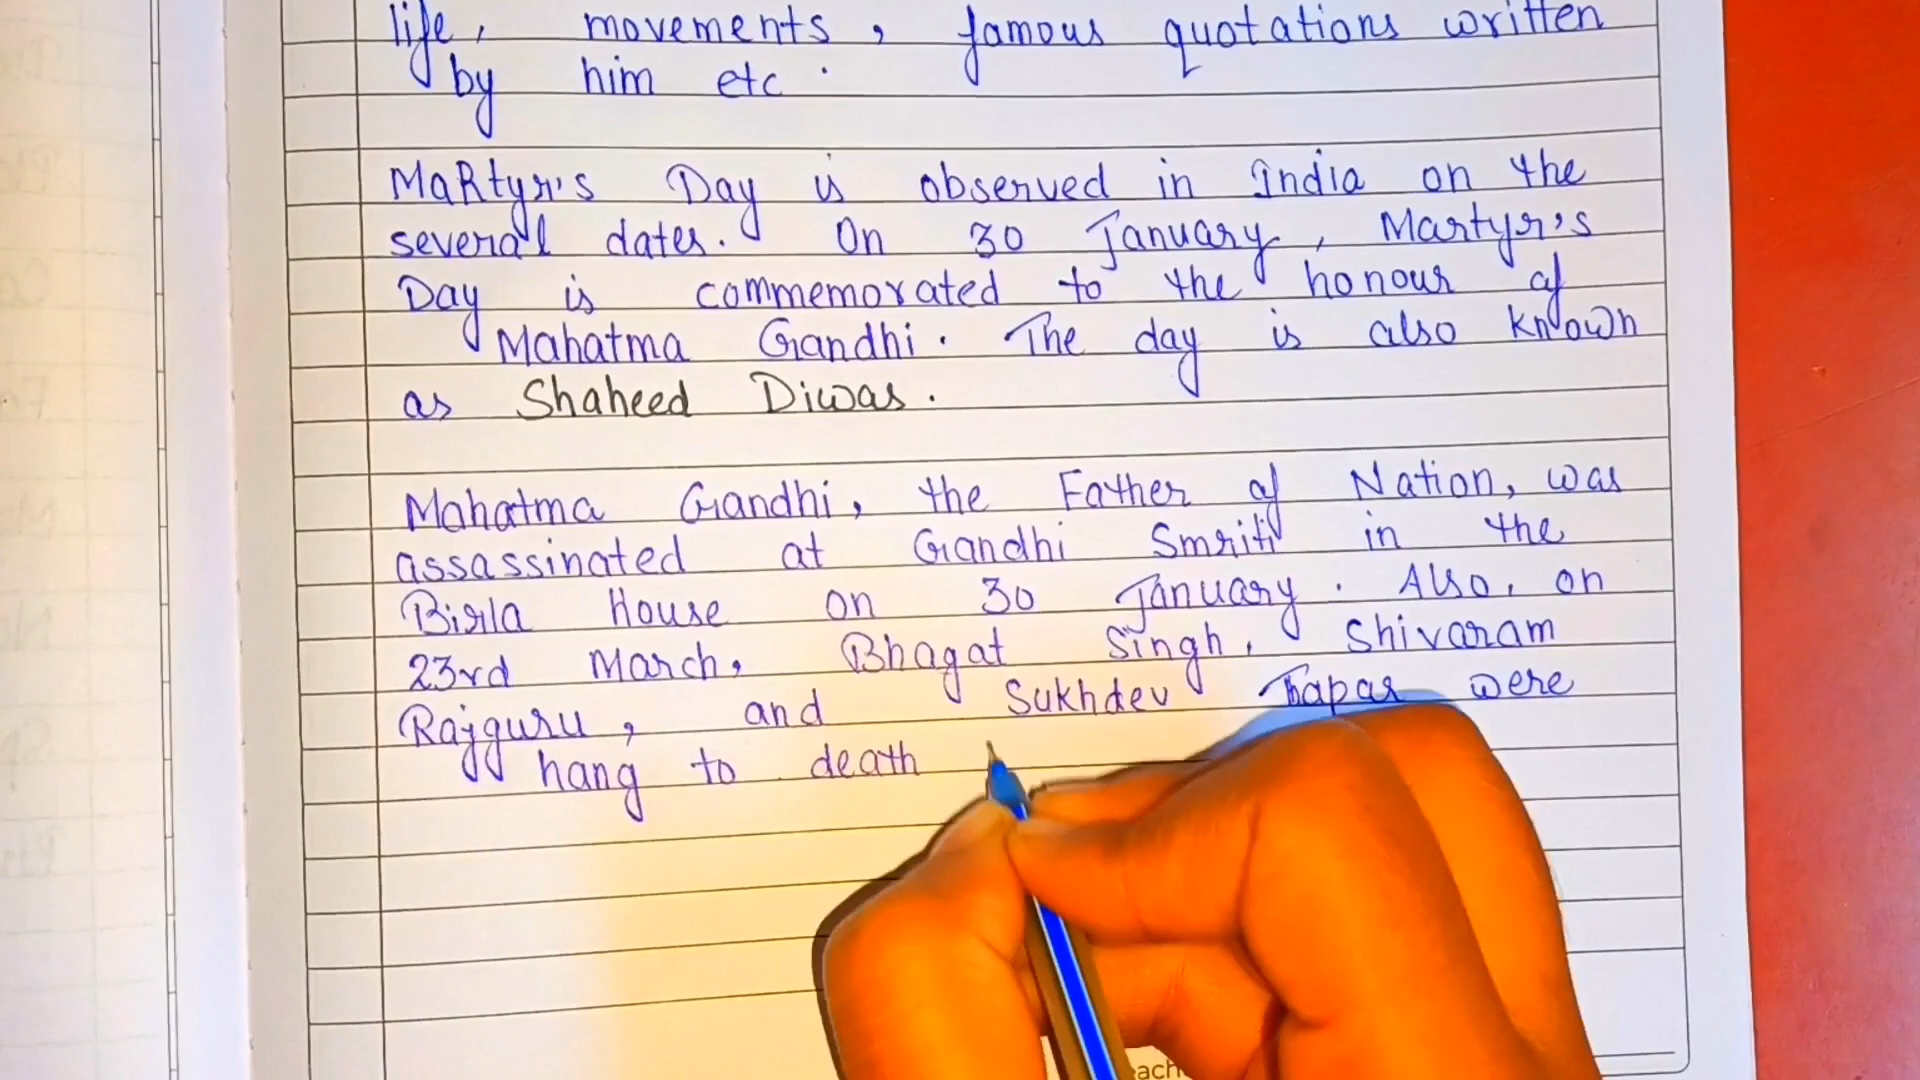 life, movements, famous quotations written
by him etc.
MaRtyr's Day is observed in India on the
several dates. On 30 January, Martyr's
Day is commemorated to the honour of
Mahatma Gandhi. The day is also known
as Shaheed Diwas.
Mahatma Gandhi, the Father of Nation, was
assassinated at Gandhi Smriti in the
Birla House on 30 January. Also, on
23rd March, Bhagat Singh, Shivaram
Rajguru, and Sukhdev Thapar were
hang to death